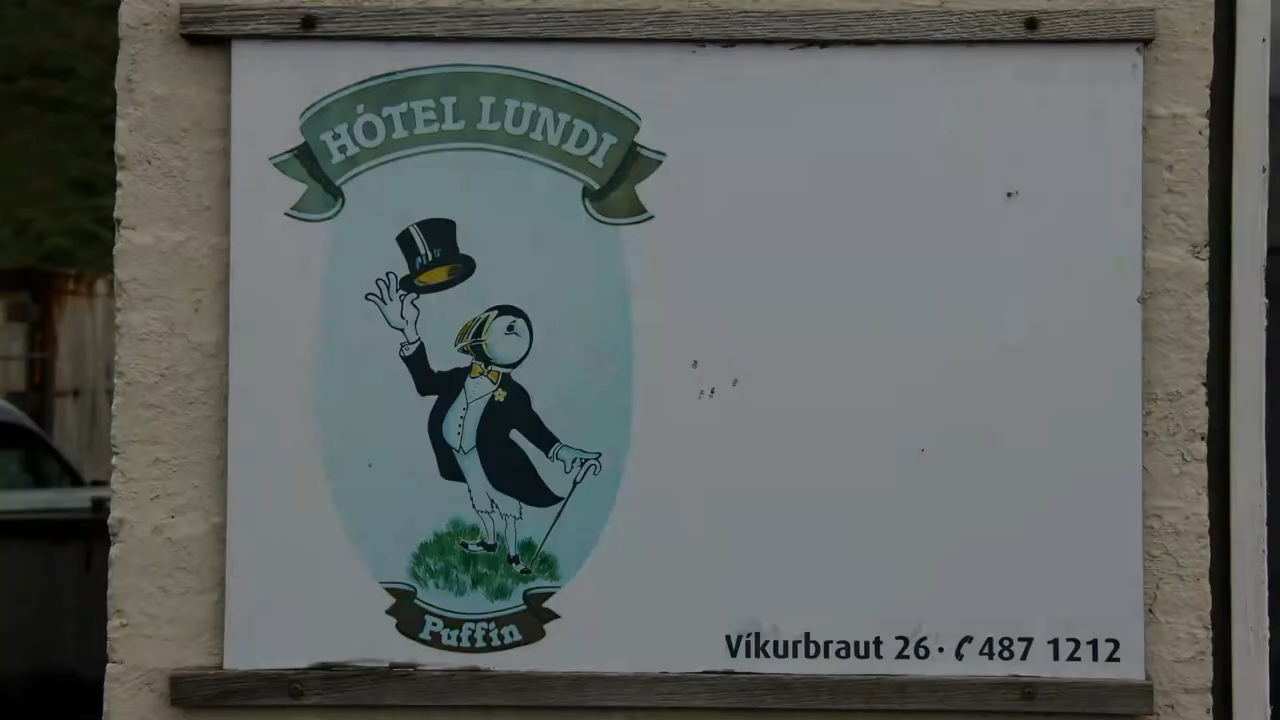 HÓTEL LUNDI
Puffin
Víkurbraut 26 · ✆ 487 1212